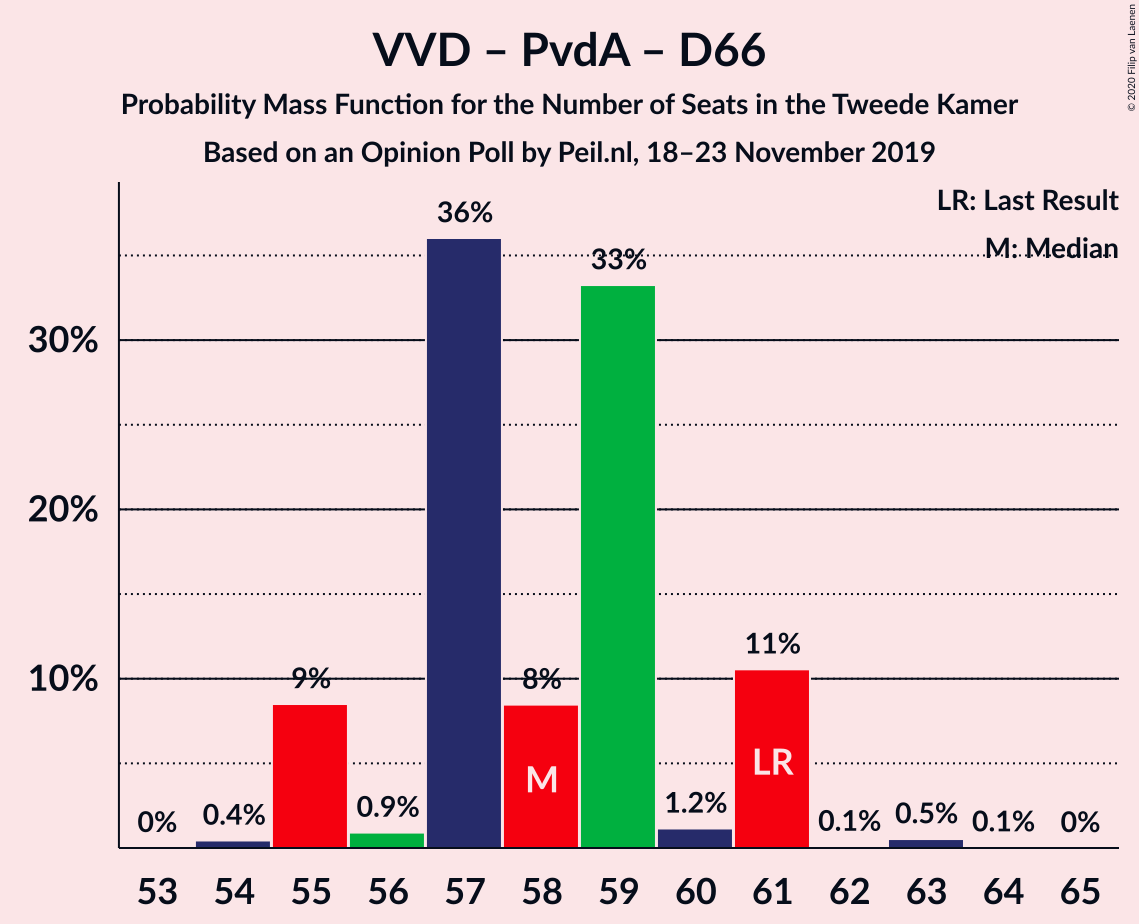 VVD – PvdA – D66
Probability Mass Function for the Number of Seats in the Tweede Kamer
Based on an Opinion Poll by Peil.nl, 18–23 November 2019
© 2020 Filip van Laenen
LR: Last Result
M: Median
30%
20%
10%
0%
0.4%
9%
0.9%
36%
8%
33%
1.2%
11%
0.1%
0.5%
0.1%
0%
M
LR
53 54 55 56 57 58 59 60 61 62 63 64 65